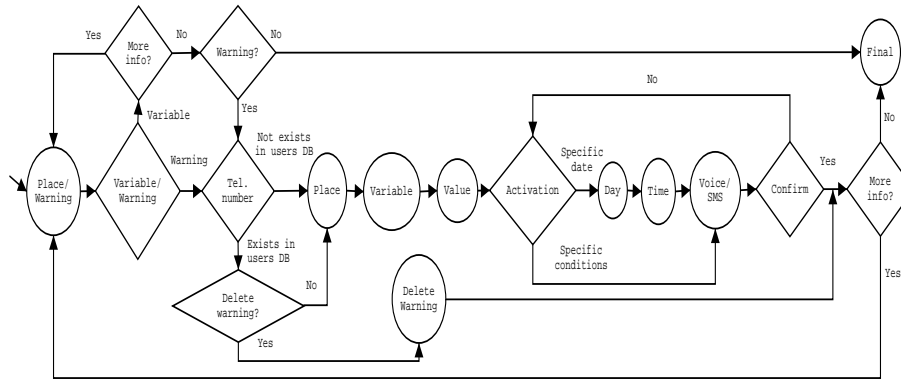 Yes
More
info?
No
Warning?
No
Final
Variable
Yes
No
No
Place/
Warning
Variable/
Warning
Warning
Tel.
number
Not exists
in users DB
Place
Variable
Value
Activation
Specific
date
Day
Time
Voice/
SMS
Confirm
Yes
More
info?
Exists in
users DB
Specific
conditions
Yes
Delete
warning?
No
Yes
Delete
Warning